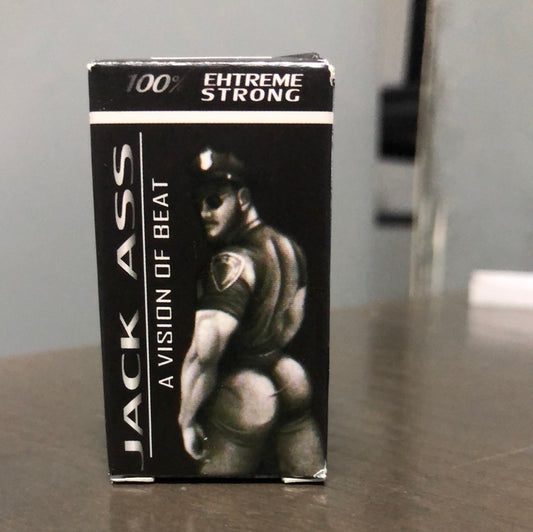 100% EHTREME
STRONG
JACK ASS
A VISION OF BEAT